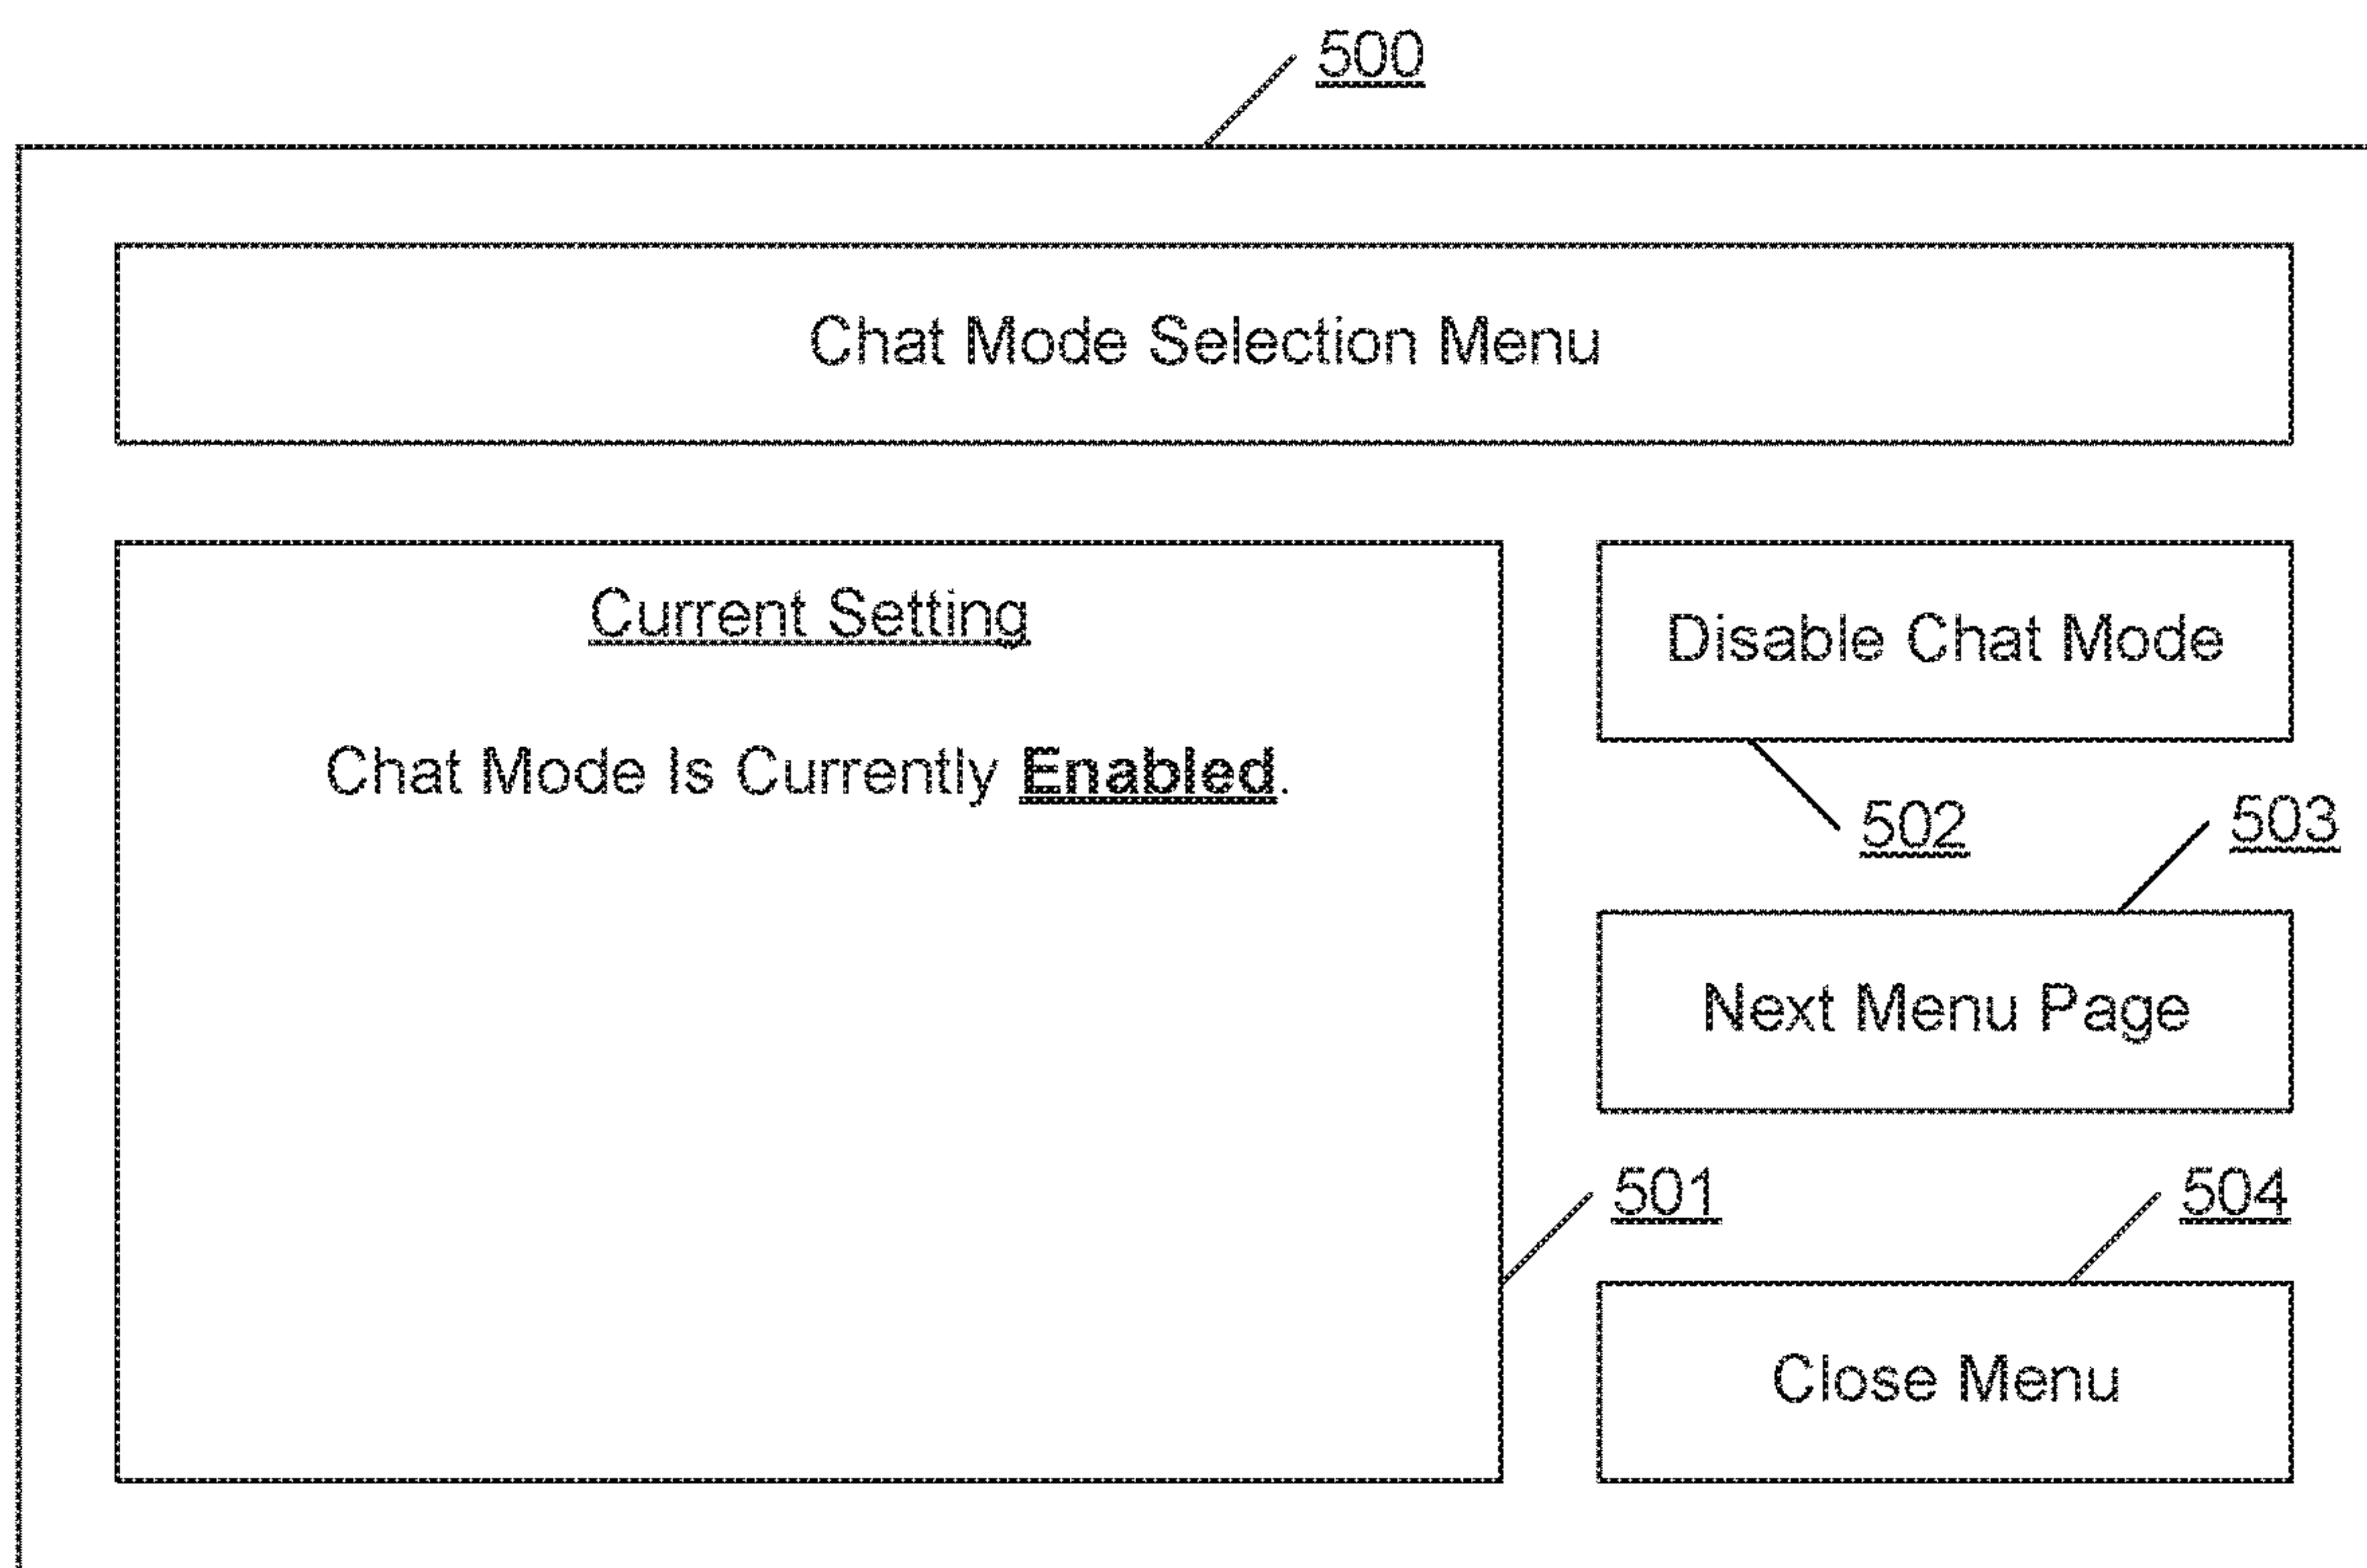 500
Chat Mode Selection Menu
Current Setting
Chat Mode Is Currently Enabled.
Disable Chat Mode
502
503
Next Menu Page
501
504
Close Menu